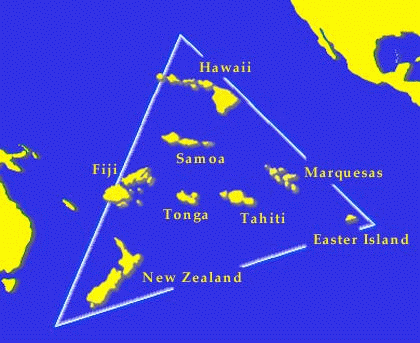 Hawaii
Samoa
Fiji
Marquesas
Tonga
Tahiti
Easter Island
New Zealand